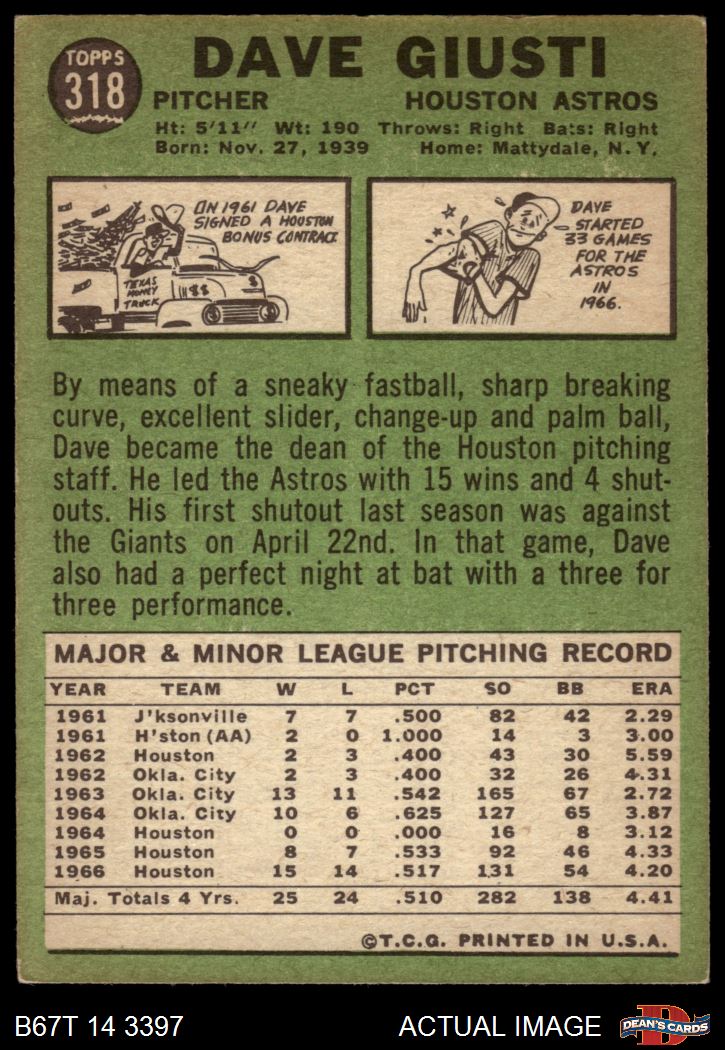 TOPPS
318
DAVE GIUSTI
PITCHER HOUSTON ASTROS
Ht: 5'11" Wt: 190 Throws: Right Bats: Right
Born: Nov. 27, 1939 Home: Mattydale, N.Y.
IN 1961 DAVE
SIGNED A HOUSTON
BONUS CONTRACT.
TEXAS
MONEY
TRUCK
$$
DAVE
STARTED
33 GAMES
FOR THE
ASTROS
IN
1966.
By means of a sneaky fastball, sharp breaking
curve, excellent slider, change-up and palm ball,
Dave became the dean of the Houston pitching
staff. He led the Astros with 15 wins and 4 shut-
outs. His first shutout last season was against
the Giants on April 22nd. In that game, Dave
also had a perfect night at bat with a three for
three performance.
MAJOR & MINOR LEAGUE PITCHING RECORD
YEAR TEAM W L PCT SO BB ERA
1961 J'ksonville 7 7 .500 82 42 2.29
1961 H'ston (AA) 2 0 1.000 14 3 3.00
1962 Houston 2 3 .400 43 30 5.59
1962 Okla. City 2 3 .400 32 26 4.31
1963 Okla. City 13 11 .542 165 67 2.72
1964 Okla. City 10 6 .625 127 65 3.87
1964 Houston 0 0 .000 16 8 3.12
1965 Houston 8 7 .533 92 46 4.33
1966 Houston 15 14 .517 131 54 4.20
Maj. Totals 4 Yrs. 25 24 .510 282 138 4.41
©T.C.G. PRINTED IN U.S.A.
B67T 14 3397 ACTUAL IMAGE DEAN'S CARDS